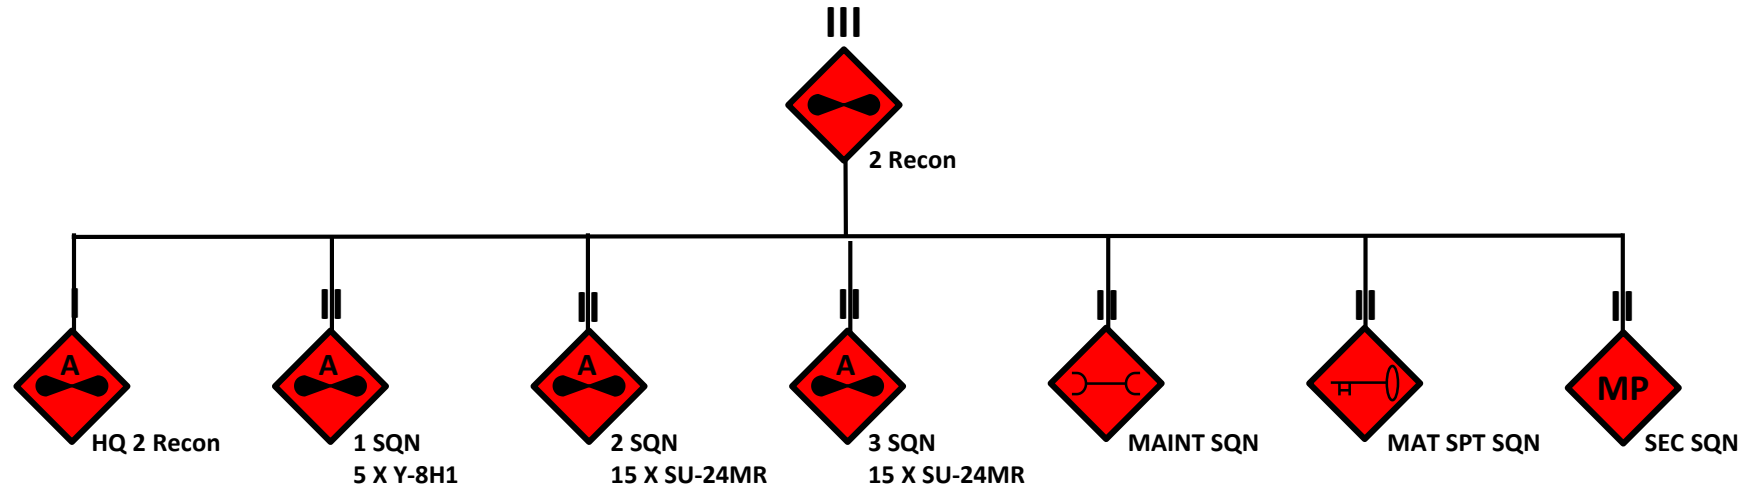 2 Recon
A
A
A
A
MP
HQ 2 Recon
1 SQN
5 X Y-8H1
2 SQN
15 X SU-24MR
3 SQN
15 X SU-24MR
MAINT SQN
MAT SPT SQN
SEC SQN